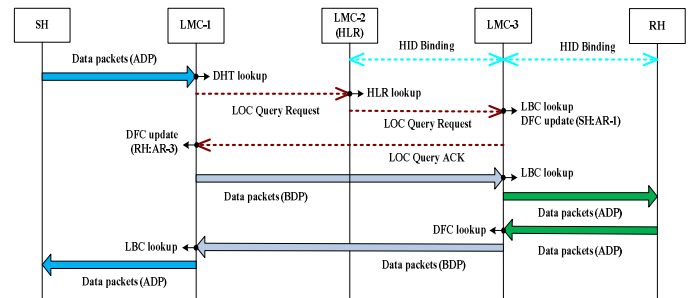 SH
LMC-1
LMC-2
(HLR)
LMC-3
RH
HID Binding
HID Binding
Data packets (ADP)
DHT lookup
HLR lookup
LOC Query Request
LOC Query Request
LBC lookup
DFC update (SH:AR-1)
DFC update
(RH:AR-3)
LOC Query ACK
LBC lookup
Data packets (BDP)
Data packets (ADP)
DFC lookup
LBC lookup
Data packets (ADP)
Data packets (BDP)
Data packets (ADP)